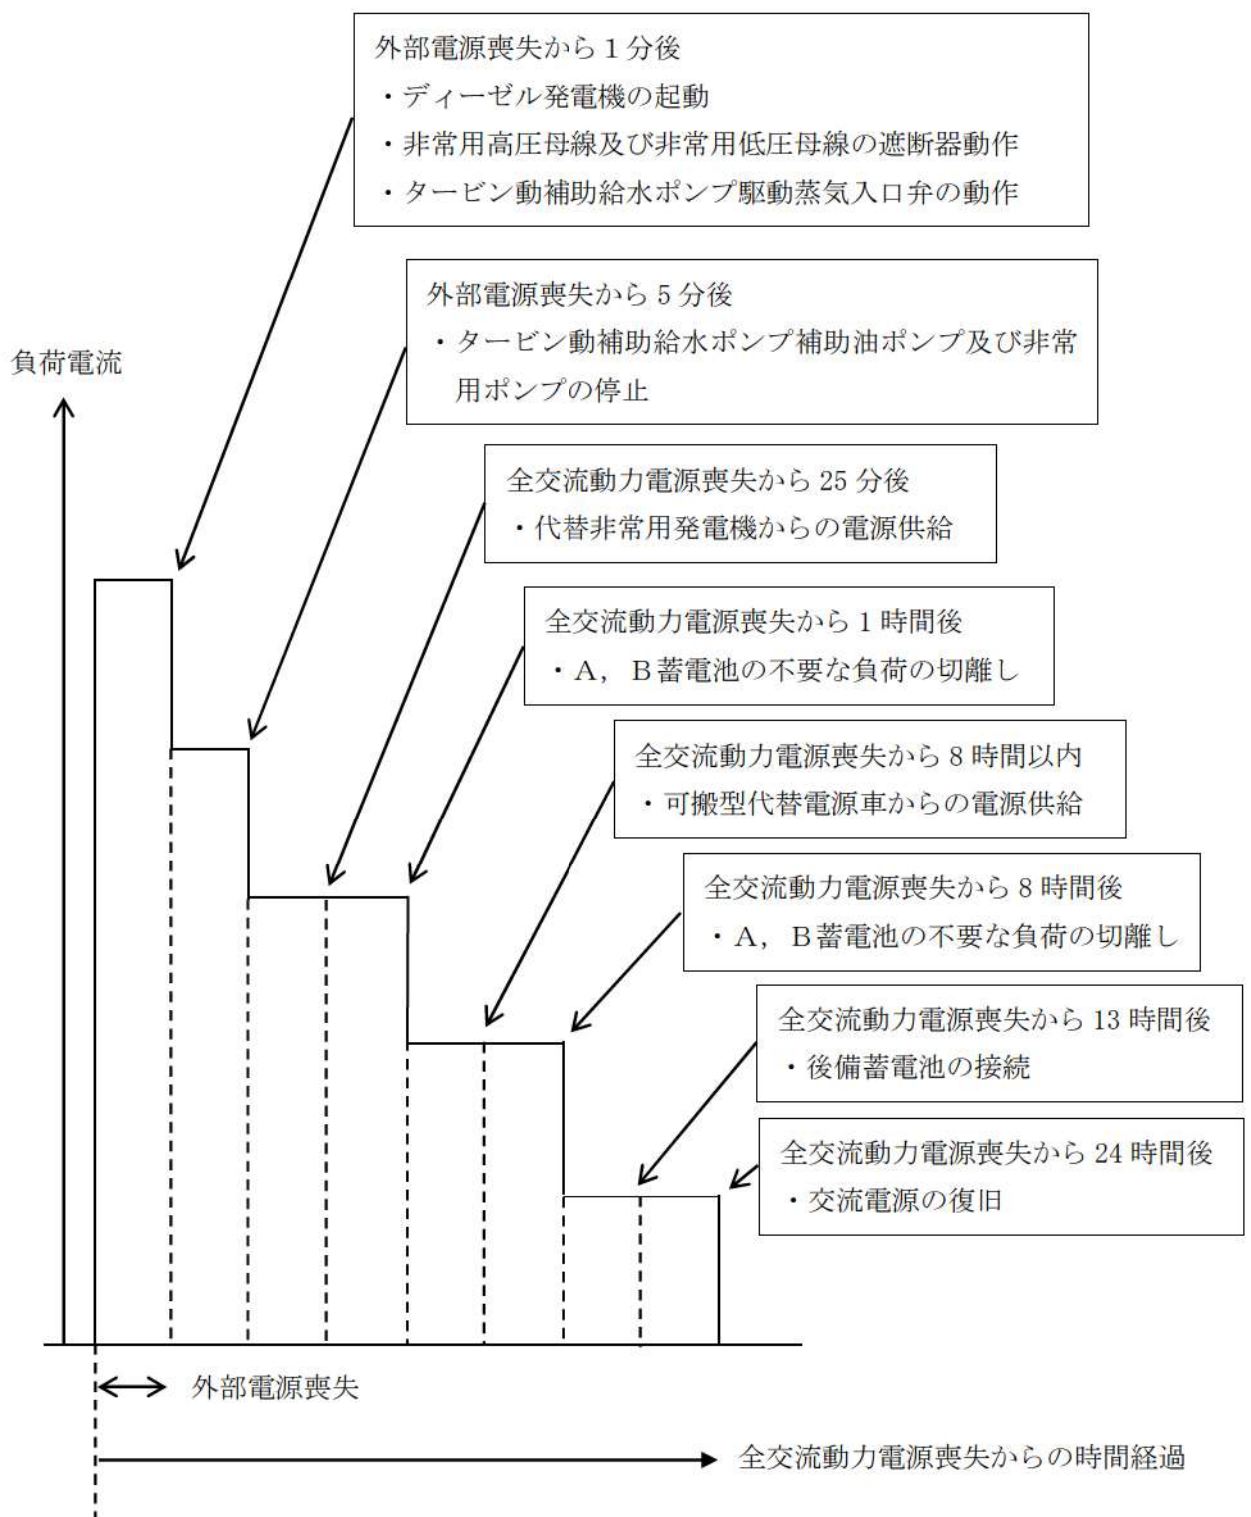 外部電源喪失から1分後
・ディーゼル発電機の起動
・非常用高圧母線及び非常用低圧母線の遮断器動作
・タービン動補助給水ポンプ駆動蒸気入口弁の動作
外部電源喪失から5分後
・タービン動補助給水ポンプ補助油ポンプ及び非常
用ポンプの停止
負荷電流
全交流動力電源喪失から25分後
・代替非常用発電機からの電源供給
全交流動力電源喪失から1時間後
・A，B蓄電池の不要な負荷の切離し
全交流動力電源喪失から8時間以内
・可搬型代替電源車からの電源供給
全交流動力電源喪失から8時間後
・A，B蓄電池の不要な負荷の切離し
全交流動力電源喪失から13時間後
・後備蓄電池の接続
全交流動力電源喪失から24時間後
・交流電源の復旧
外部電源喪失
全交流動力電源喪失からの時間経過